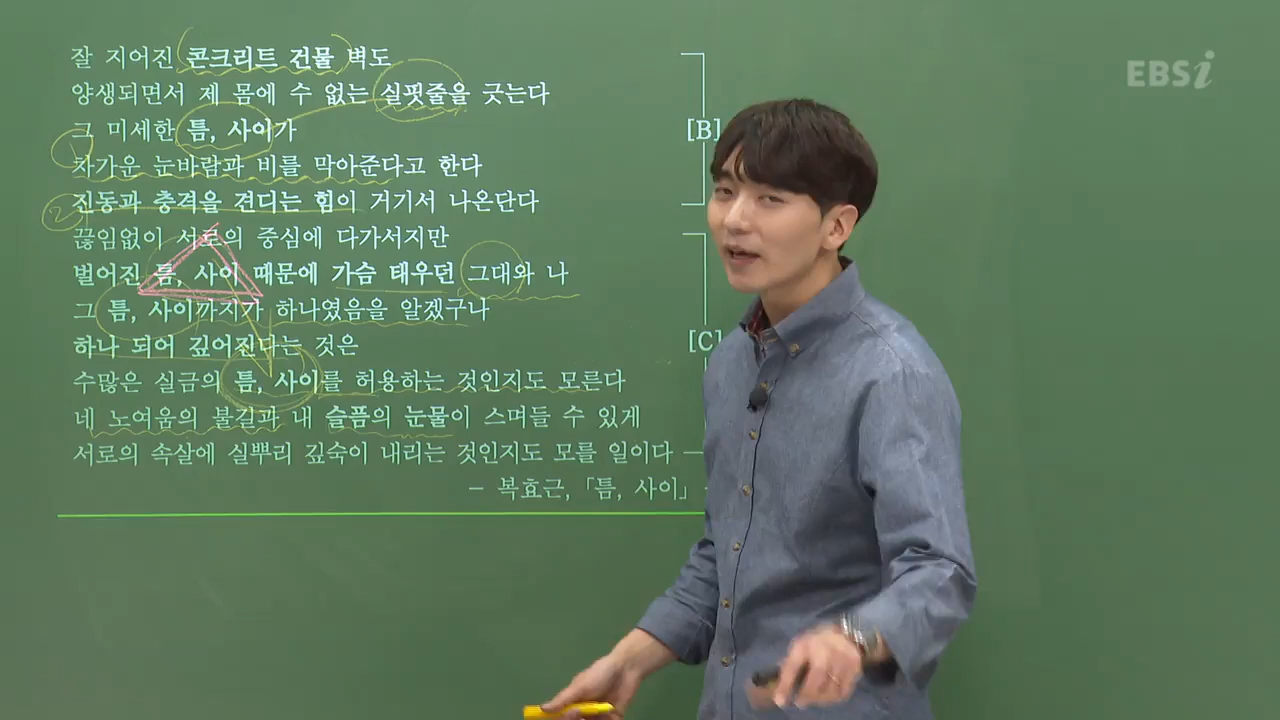 잘 지어진 콘크리트 건물 벽도
양생되면서 제 몸에 수 없는 실핏줄을 긋는다
그 미세한 틈, 사이가
차가운 눈바람과 비를 막아준다고 한다
진동과 충격을 견디는 힘이 거기서 나온단다
끊임없이 서로의 중심에 다가서지만
벌어진 틈, 사이 때문에 가슴 태우던 그대와 나
그 틈, 사이까지가 하나였음을 알겠구나
하나 되어 깊어진다는 것은
수많은 실금의 틈, 사이를 허용하는 것인지도 모른다
네 노여움의 불길과 내 슬픔의 눈물이 스며들 수 있게
서로의 속살에 실뿌리 깊숙이 내리는 것인지도 모를 일이다
- 복효근, 「틈, 사이」
[B]
[C]
①
②
EBSi